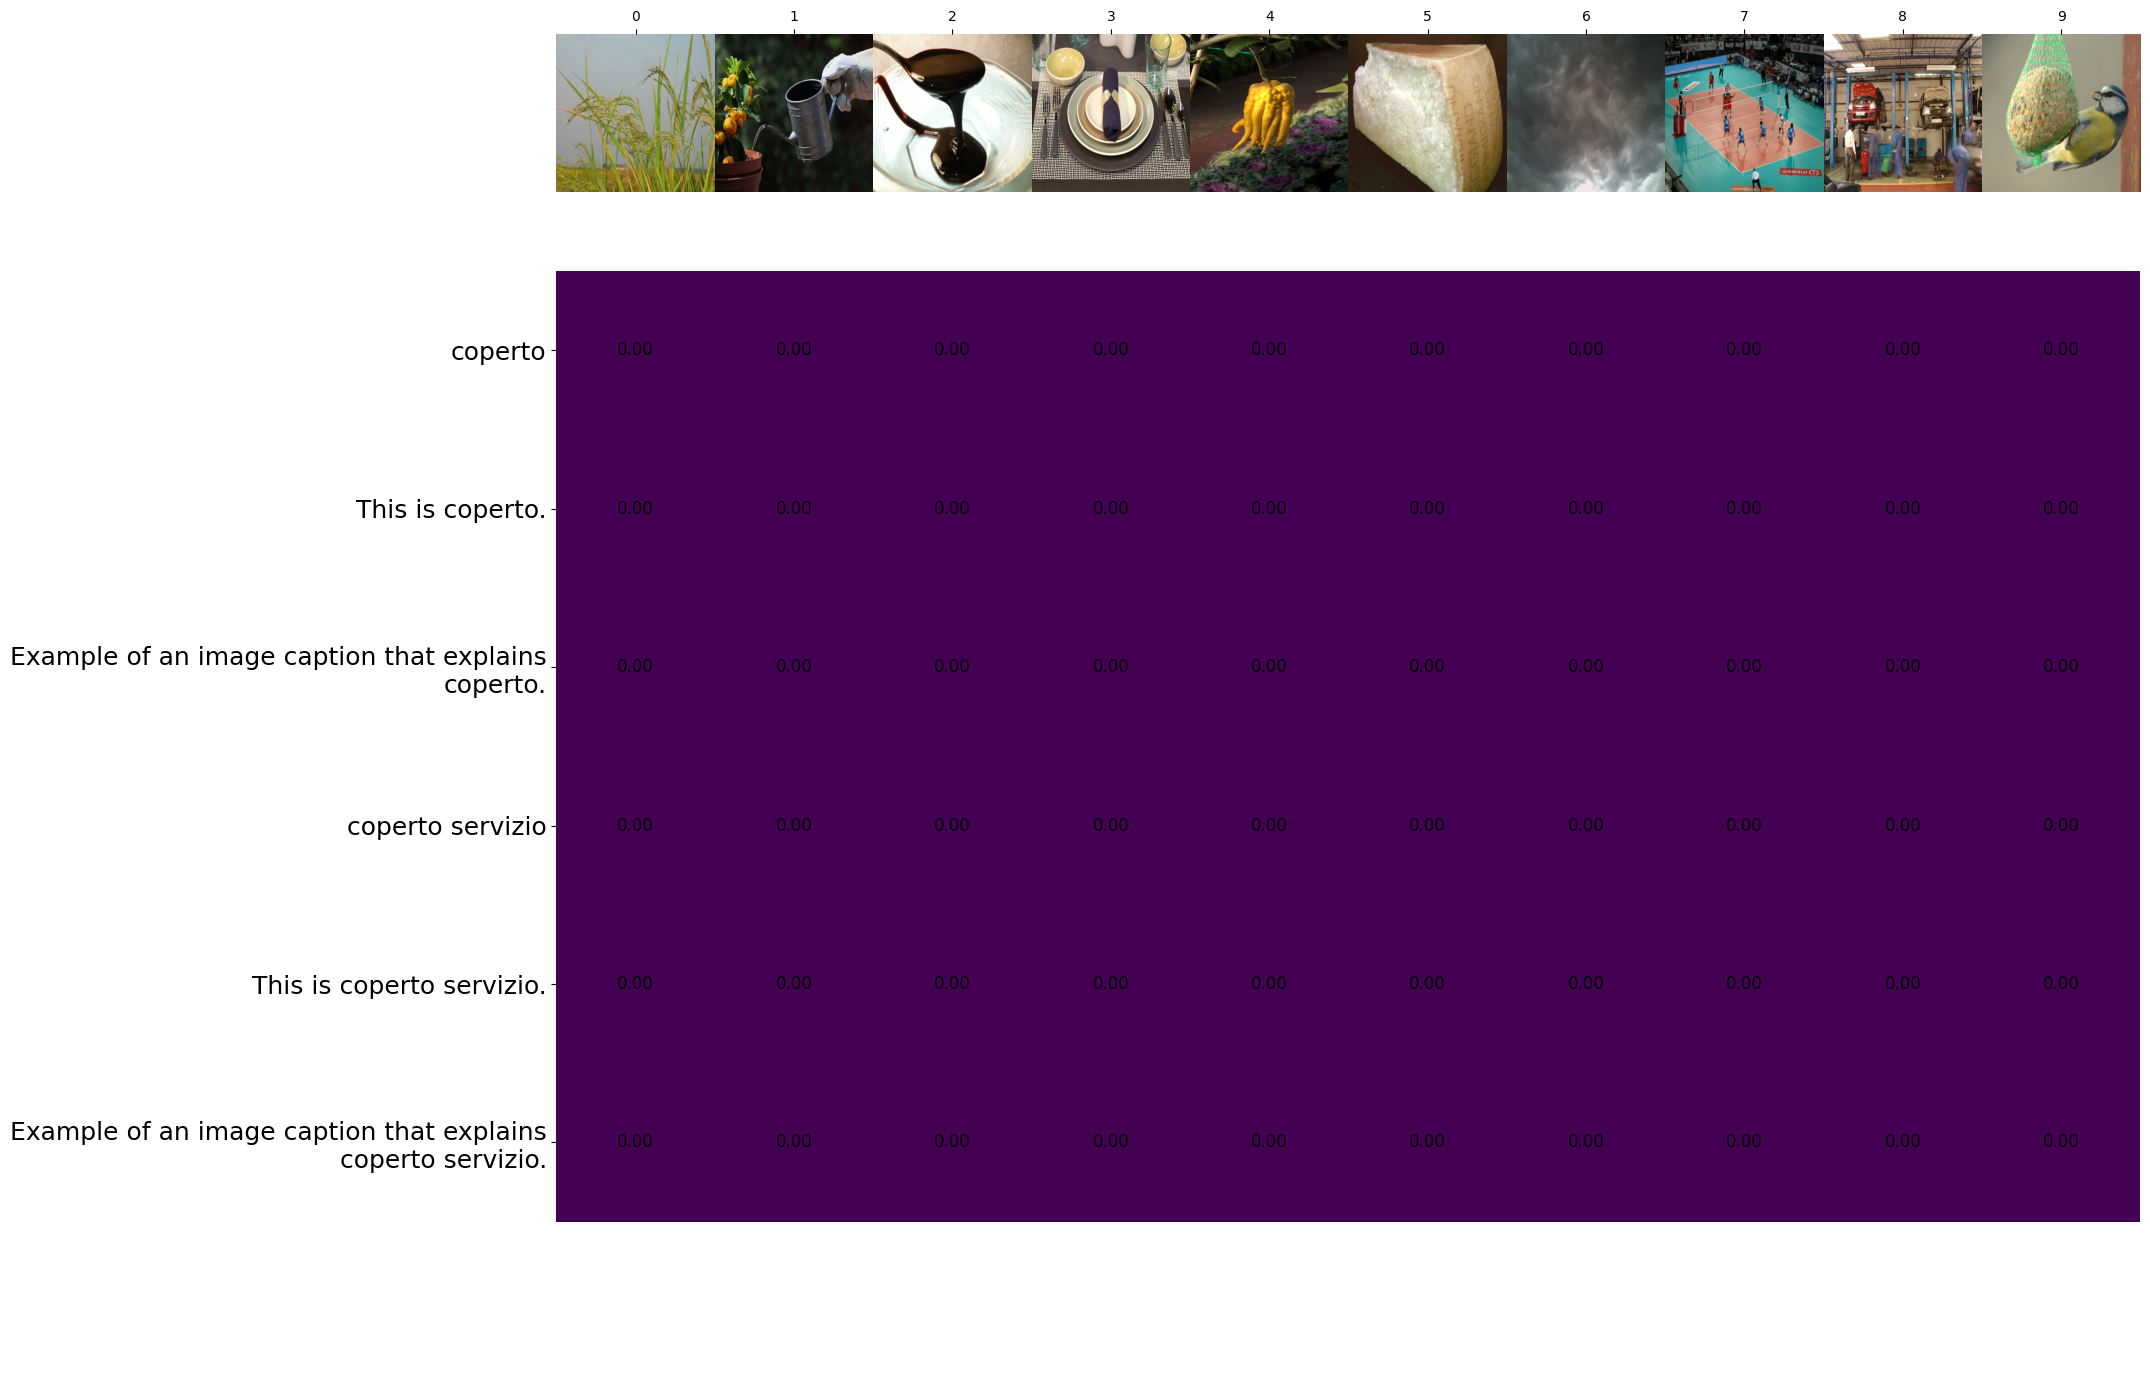 0 1 2 3 4 5 6 7 8 9
coperto 0.00 0.00 0.00 0.00 0.00 0.00 0.00 0.00 0.00 0.00
This is coperto. 0.00 0.00 0.00 0.00 0.00 0.00 0.00 0.00 0.00 0.00
Example of an image caption that explains
coperto. 0.00 0.00 0.00 0.00 0.00 0.00 0.00 0.00 0.00 0.00
coperto servizio 0.00 0.00 0.00 0.00 0.00 0.00 0.00 0.00 0.00 0.00
This is coperto servizio. 0.00 0.00 0.00 0.00 0.00 0.00 0.00 0.00 0.00 0.00
Example of an image caption that explains
coperto servizio. 0.00 0.00 0.00 0.00 0.00 0.00 0.00 0.00 0.00 0.00